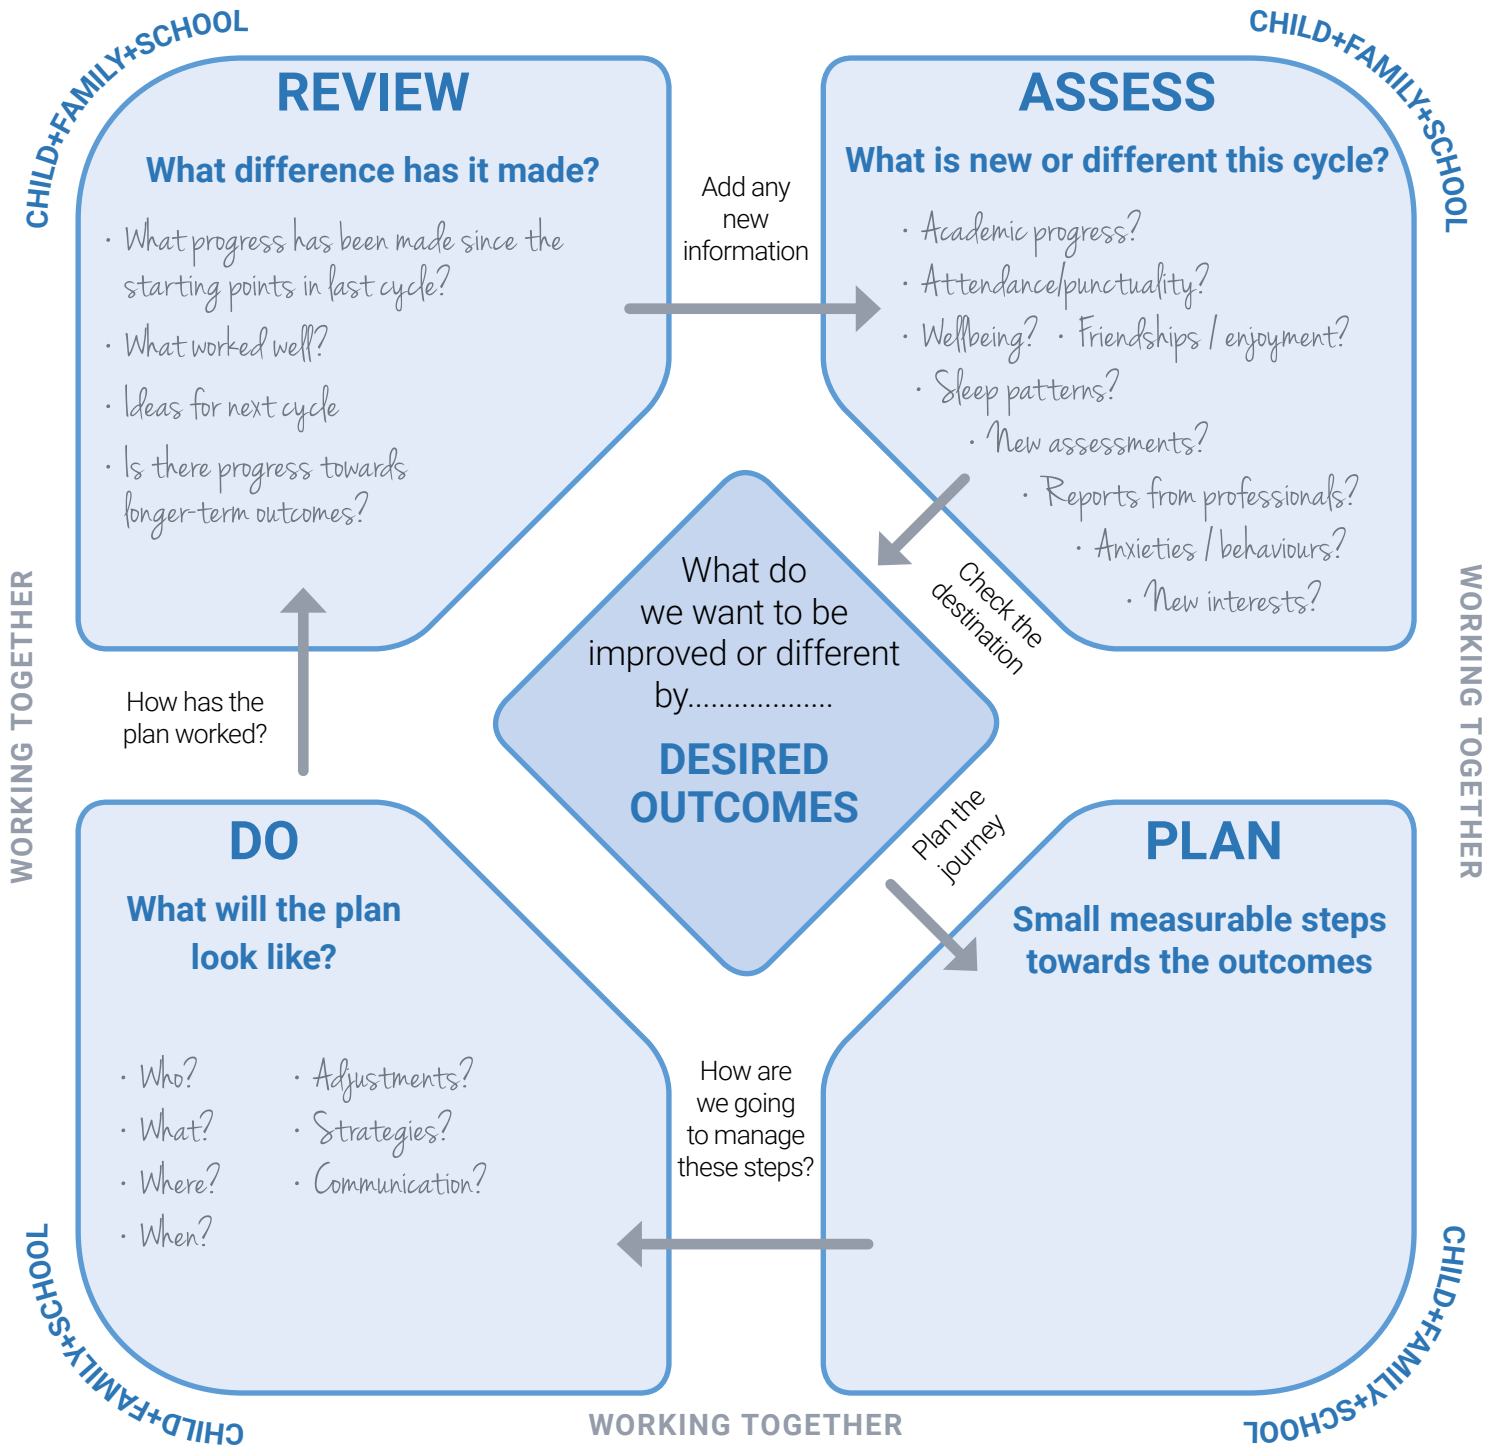 CHILD+FAMILY+SCHOOL
REVIEW
What difference has it made?
· What progress has been made since the
starting points in last cycle?
· What worked well?
· Ideas for next cycle
· Is there progress towards
longer-term outcomes?
Add any
new
information
CHILD+FAMILY+SCHOOL
ASSESS
What is new or different this cycle?
· Academic progress?
· Attendance/punctuality?
· Wellbeing? · Friendships / enjoyment?
· Sleep patterns?
· New assessments?
· Reports from professionals?
· Anxieties / behaviours?
· New interests?
Check the
destination
What do
we want to be
improved or different
by...................
DESIRED
OUTCOMES
WORKING TOGETHER
WORKING TOGETHER
Plan the
journey
PLAN
Small measurable steps
towards the outcomes
CHILD+FAMILY+SCHOOL
How are
we going
to manage
these steps?
DO
What will the plan
look like?
· Who?
· What?
· Where?
· When?
· Adjustments?
· Strategies?
· Communication?
How has the
plan worked?
CHILD+FAMILY+SCHOOL
WORKING TOGETHER